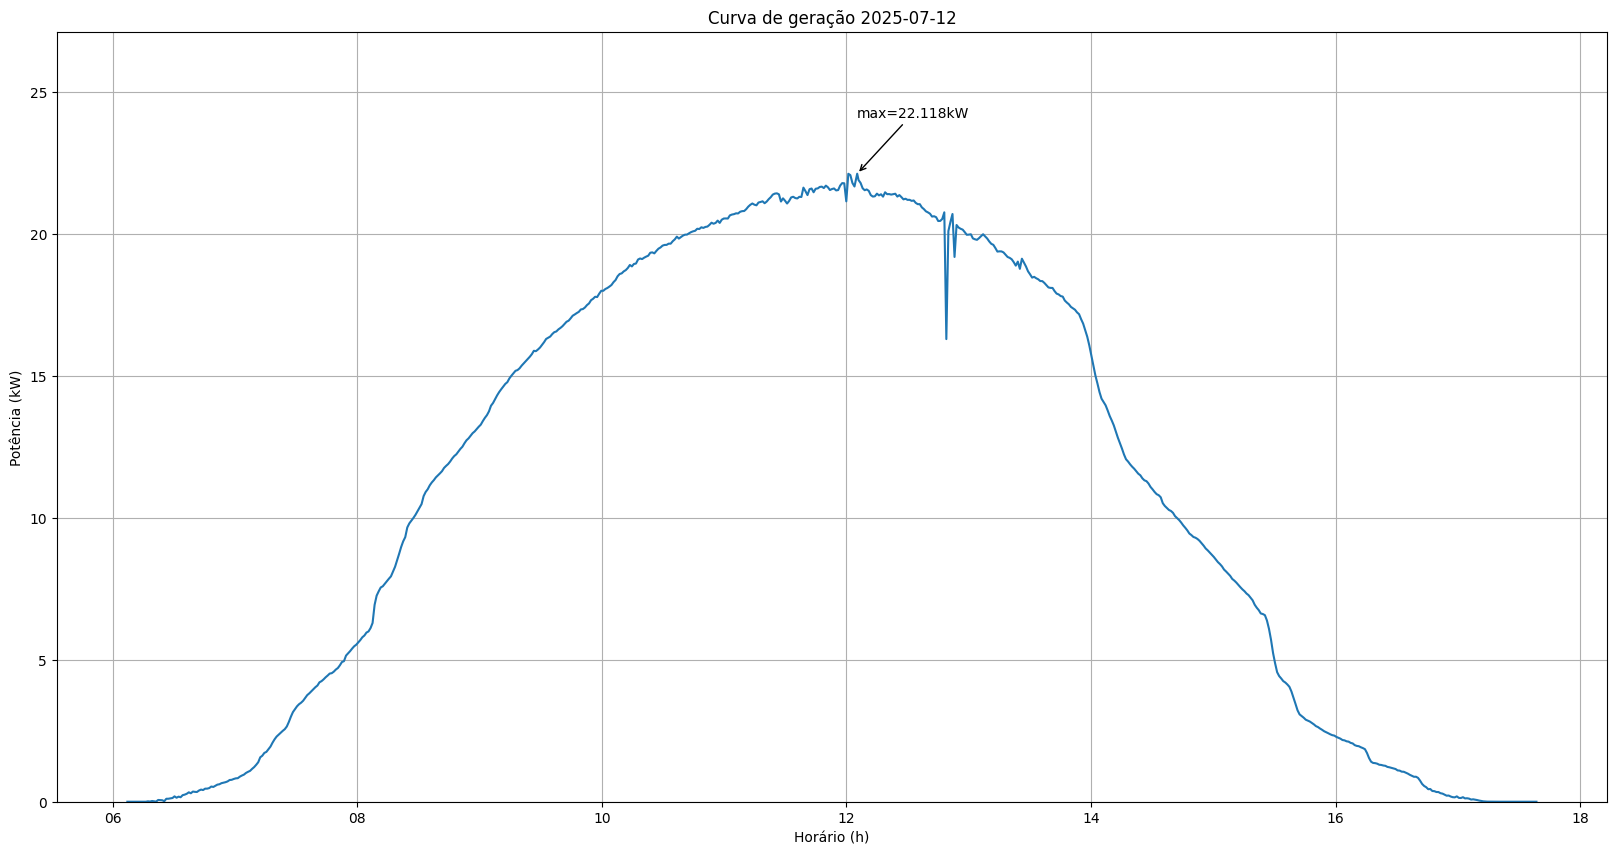 Curva de geração 2025-07-12
25
max=22.118kW
20
15
Potência (kW)
10
5
0
06 08 10 12 14 16 18
Horário (h)